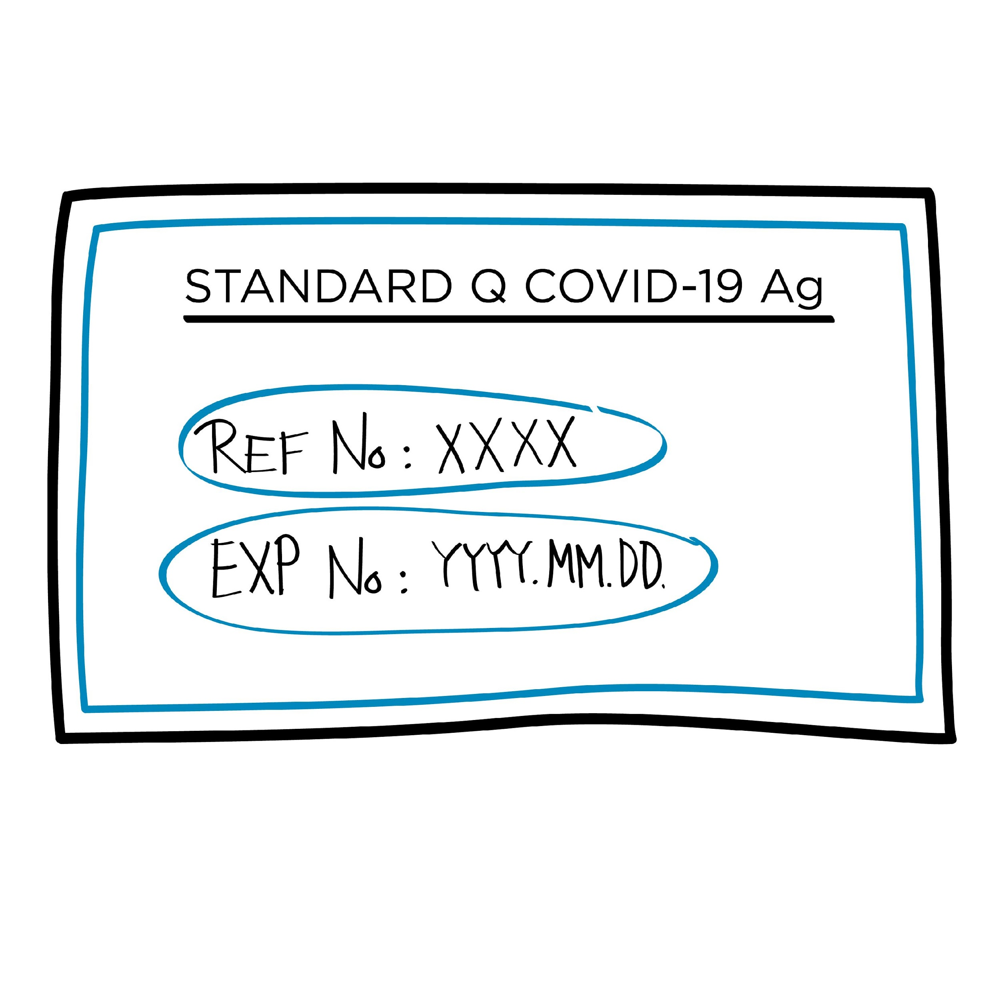 STANDARD Q COVID-19 Ag
REF No: XXXX
EXP No: YYYY.MM.DD.